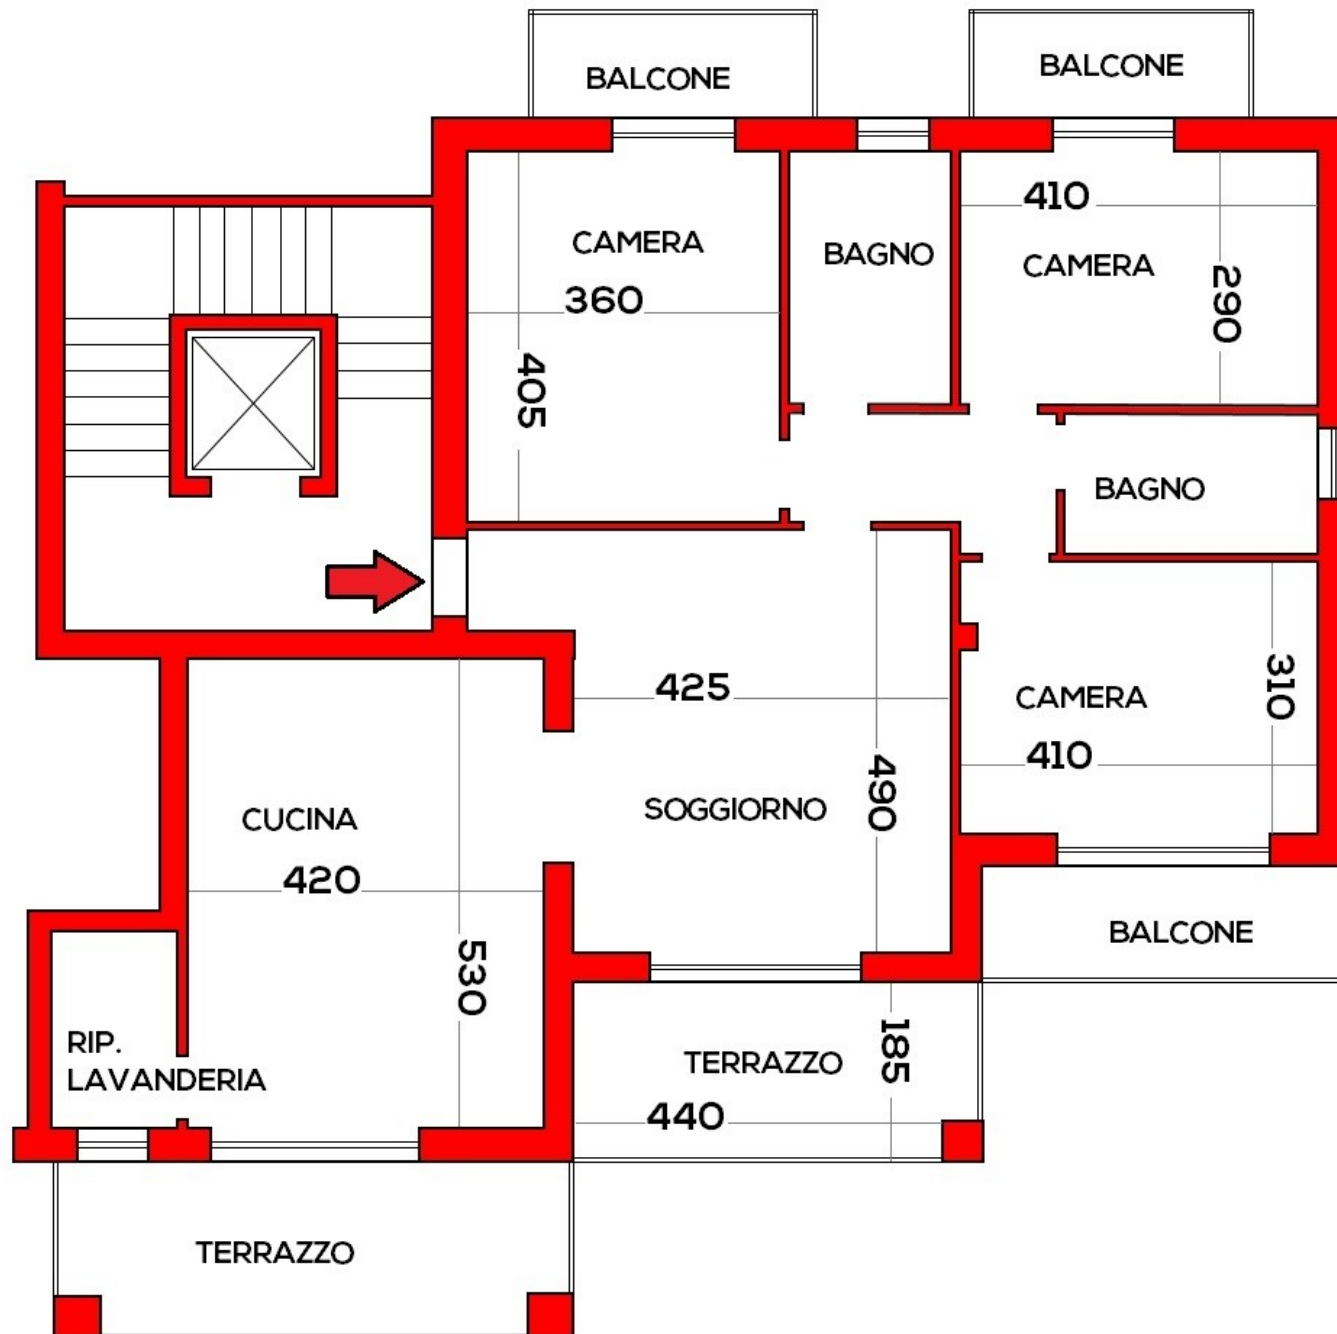 BALCONE
BALCONE
410
CAMERA
BAGNO
CAMERA
290
360
405
BAGNO
425
CAMERA
310
410
490
SOGGIORNO
CUCINA
420
530
BALCONE
185
RIP.
LAVANDERIA
TERRAZZO
440
TERRAZZO